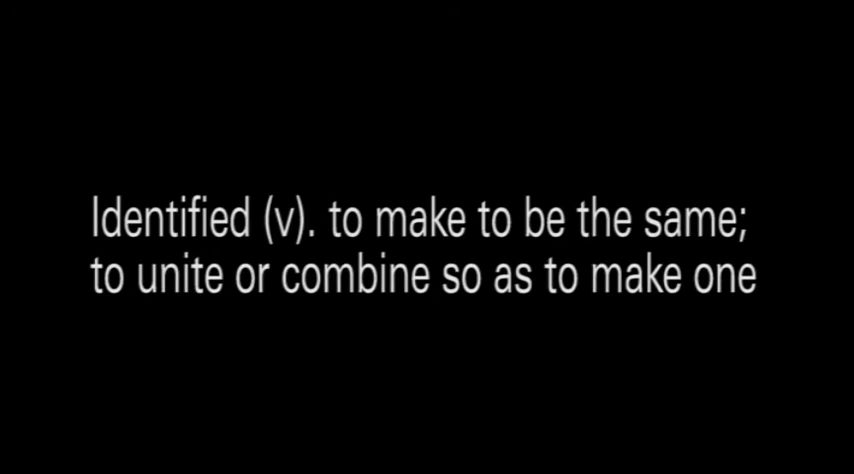 Identified (v). to make to be the same;
to unite or combine so as to make one